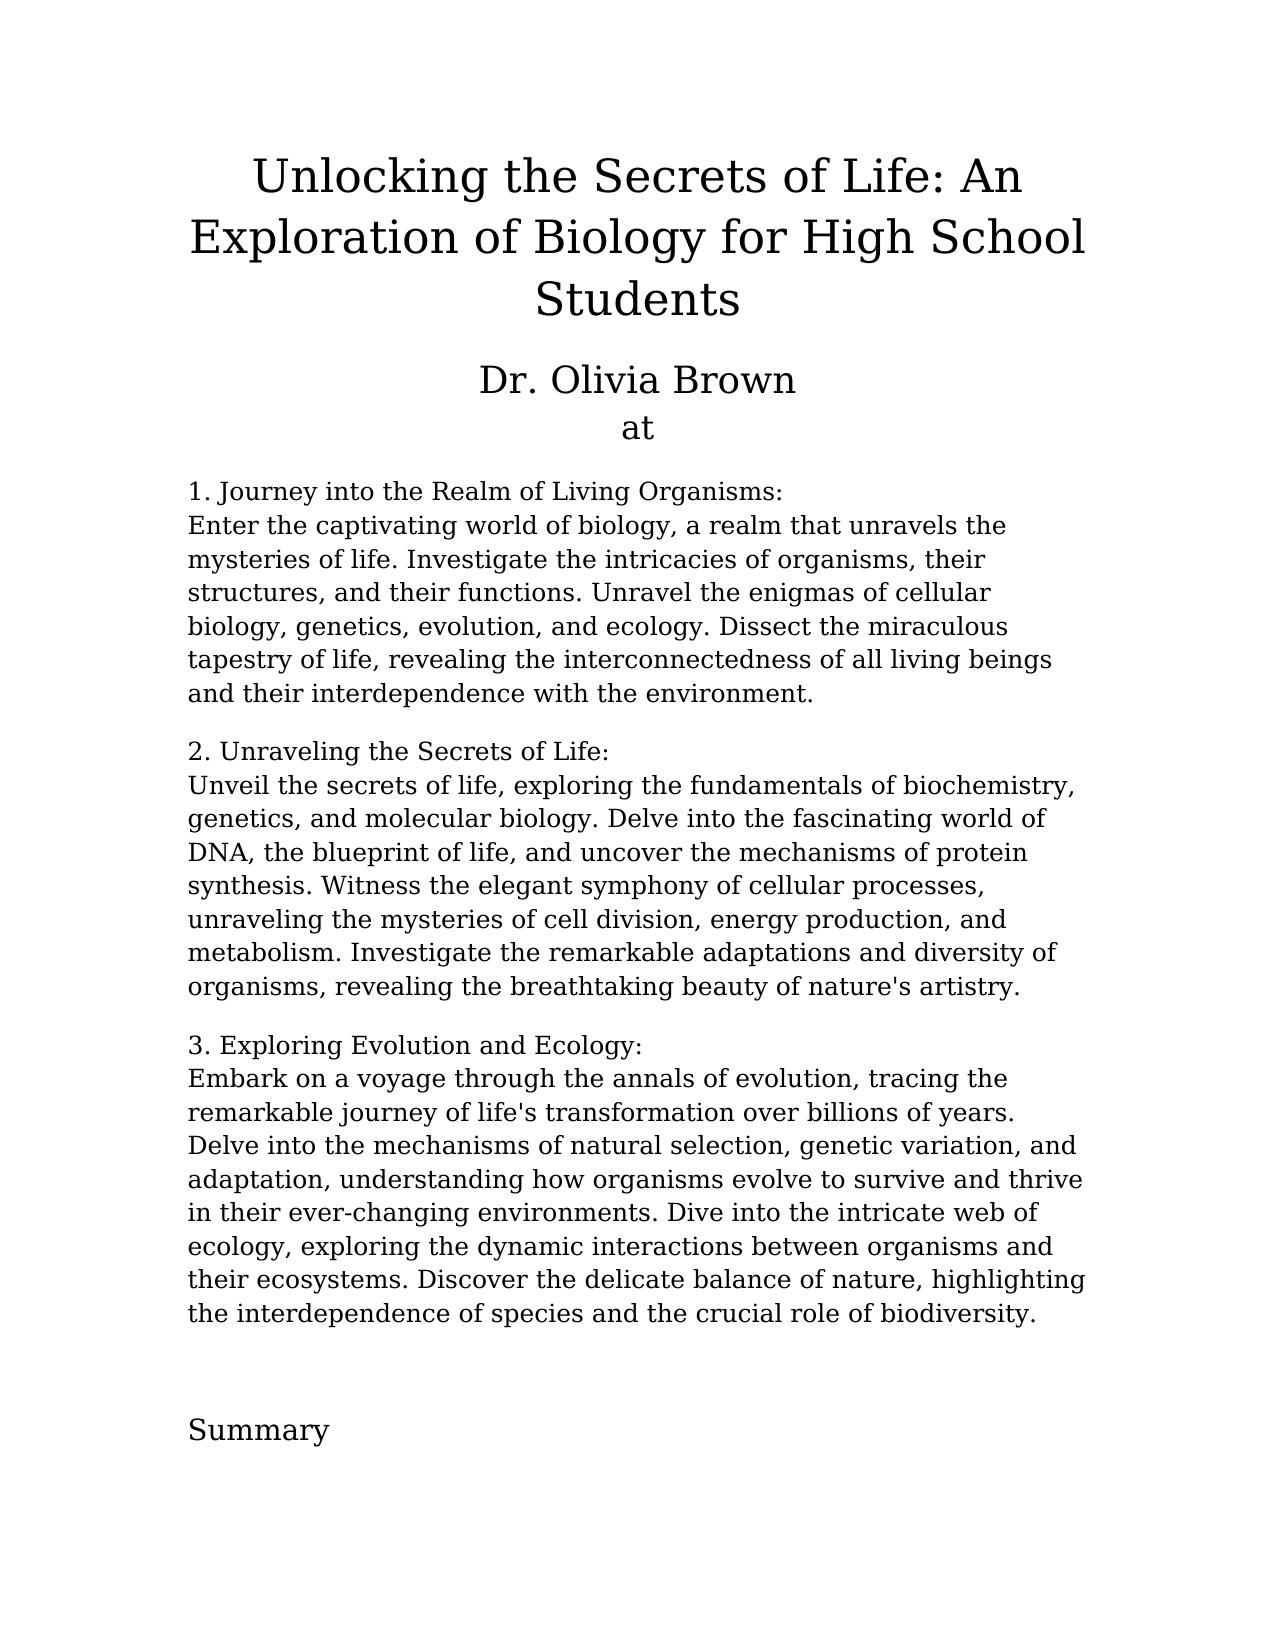 Unlocking the Secrets of Life: An
Exploration of Biology for High School
Students
Dr. Olivia Brown
at
1. Journey into the Realm of Living Organisms:
Enter the captivating world of biology, a realm that unravels the
mysteries of life. Investigate the intricacies of organisms, their
structures, and their functions. Unravel the enigmas of cellular
biology, genetics, evolution, and ecology. Dissect the miraculous
tapestry of life, revealing the interconnectedness of all living beings
and their interdependence with the environment.
2. Unraveling the Secrets of Life:
Unveil the secrets of life, exploring the fundamentals of biochemistry,
genetics, and molecular biology. Delve into the fascinating world of
DNA, the blueprint of life, and uncover the mechanisms of protein
synthesis. Witness the elegant symphony of cellular processes,
unraveling the mysteries of cell division, energy production, and
metabolism. Investigate the remarkable adaptations and diversity of
organisms, revealing the breathtaking beauty of nature's artistry.
3. Exploring Evolution and Ecology:
Embark on a voyage through the annals of evolution, tracing the
remarkable journey of life's transformation over billions of years.
Delve into the mechanisms of natural selection, genetic variation, and
adaptation, understanding how organisms evolve to survive and thrive
in their ever-changing environments. Dive into the intricate web of
ecology, exploring the dynamic interactions between organisms and
their ecosystems. Discover the delicate balance of nature, highlighting
the interdependence of species and the crucial role of biodiversity.
Summary